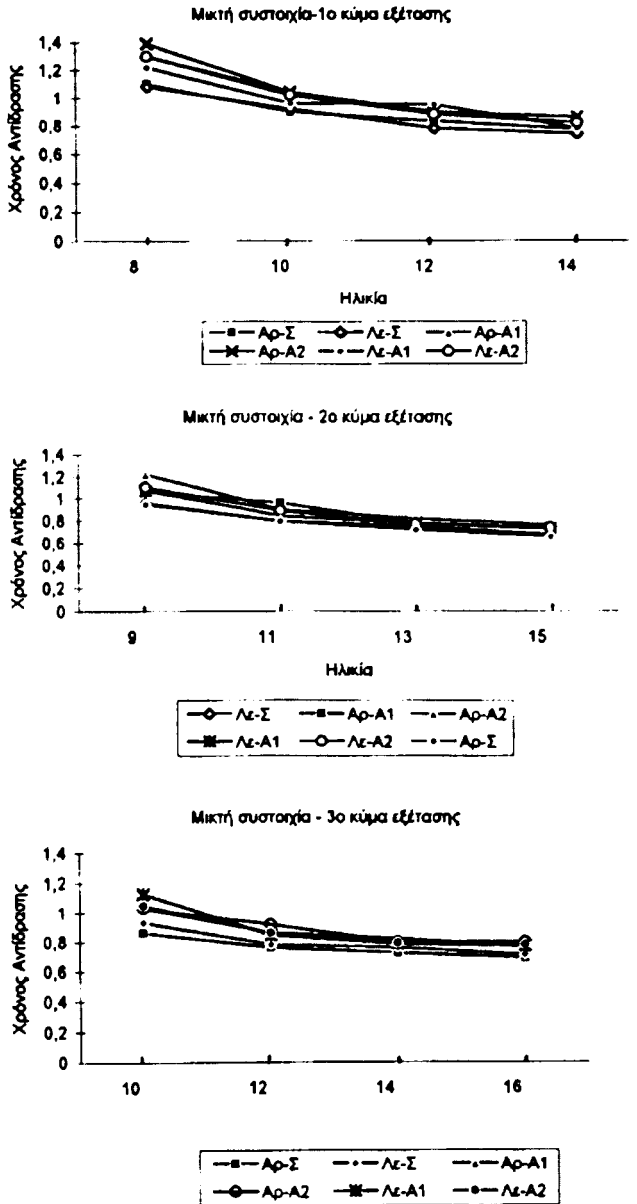 Μικτή συστοιχία-1ο κύμα εξέτασης
Χρόνος Αντίδρασης
1,4
1,2
1
0,8
0,6
0,4
0,2
0
8 10 12 14
Ηλικία
Αρ-Σ Λε-Σ Αρ-Α1
Αρ-Α2 Λε-Α1 Λε-Α2
Μικτή συστοιχία - 2ο κύμα εξέτασης
Χρόνος Αντίδρασης
1,4
1,2
1
0,8
0,6
0,4
0,2
0
9 11 13 15
Ηλικία
Λε-Σ Αρ-Α1 Αρ-Α2
Λε-Α1 Λε-Α2 Αρ-Σ
Μικτή συστοιχία - 3ο κύμα εξέτασης
Χρόνος Αντίδρασης
1,4
1,2
1
0,8
0,6
0,4
0,2
0
10 12 14 16
Αρ-Σ Λε-Σ Αρ-Α1
Αρ-Α2 Λε-Α1 Λε-Α2